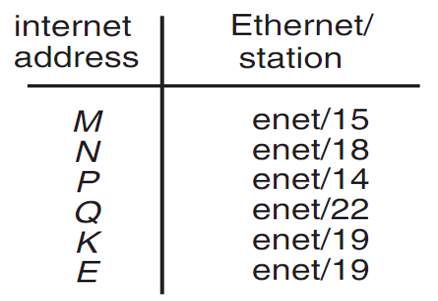 internet address | Ethernet/ station
M enet/15
N enet/18
P enet/14
Q enet/22
K enet/19
E enet/19